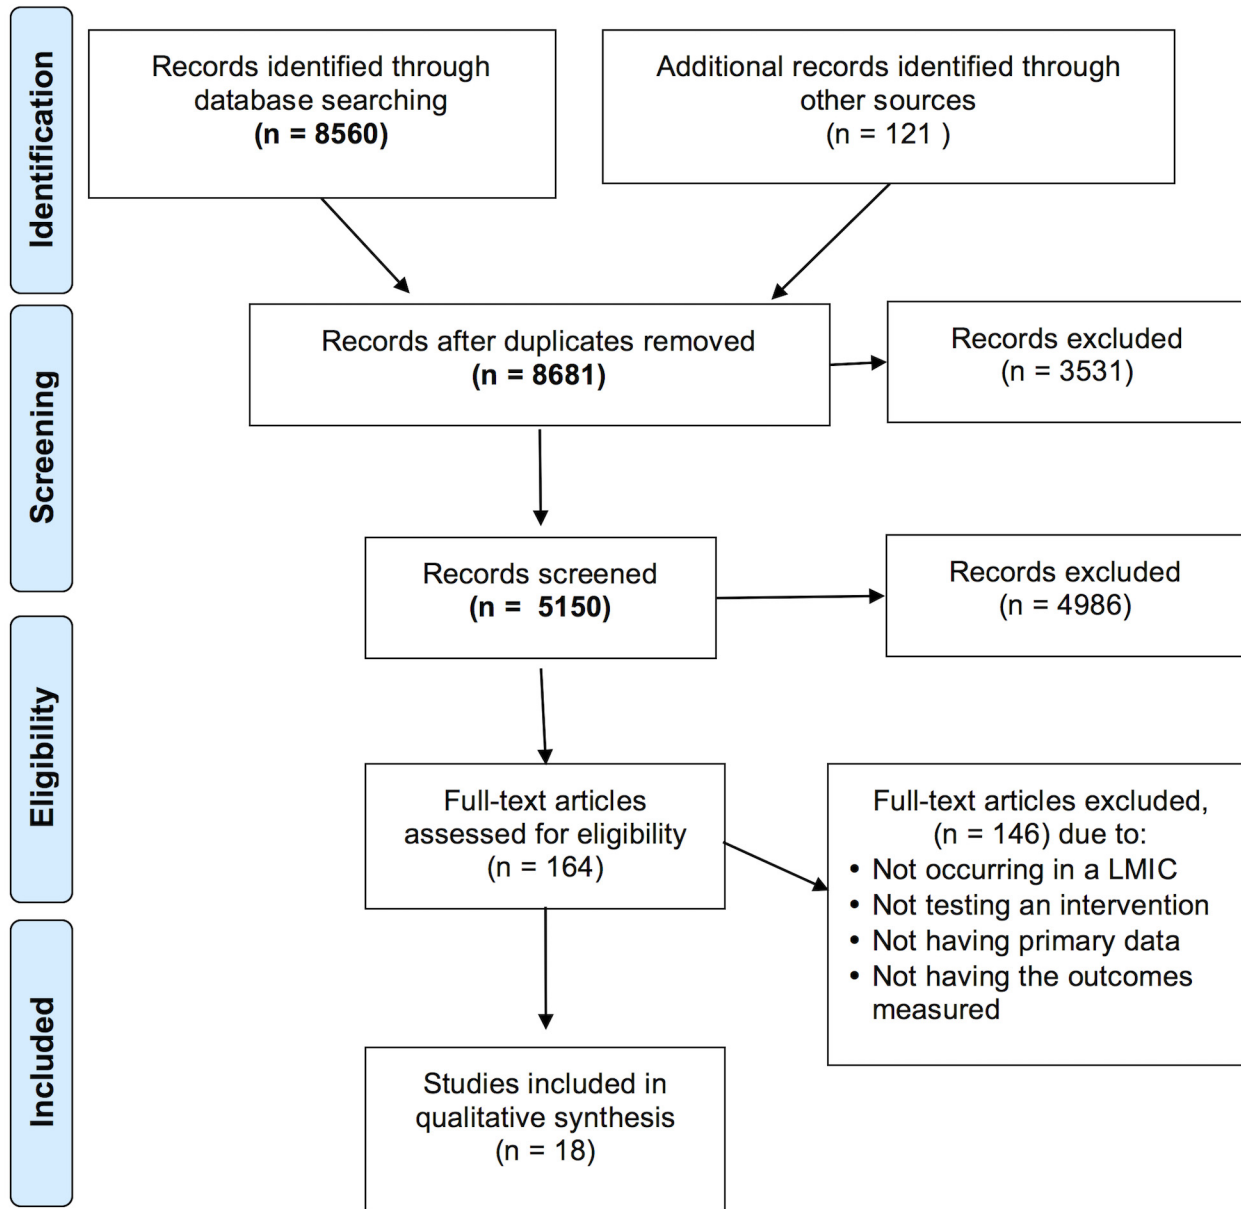 Identification
Records identified through
database searching
(n = 8560)
Additional records identified through
other sources
(n = 121 )
Screening
Records after duplicates removed
(n = 8681)
Records excluded
(n = 3531)
Records screened
(n =  5150)
Records excluded
(n = 4986)
Eligibility
Full-text articles
assessed for eligibility
(n = 164)
Full-text articles excluded,
(n = 146) due to:
• Not occurring in a LMIC
• Not testing an intervention
• Not having primary data
• Not having the outcomes
measured
Included
Studies included in
qualitative synthesis
(n = 18)